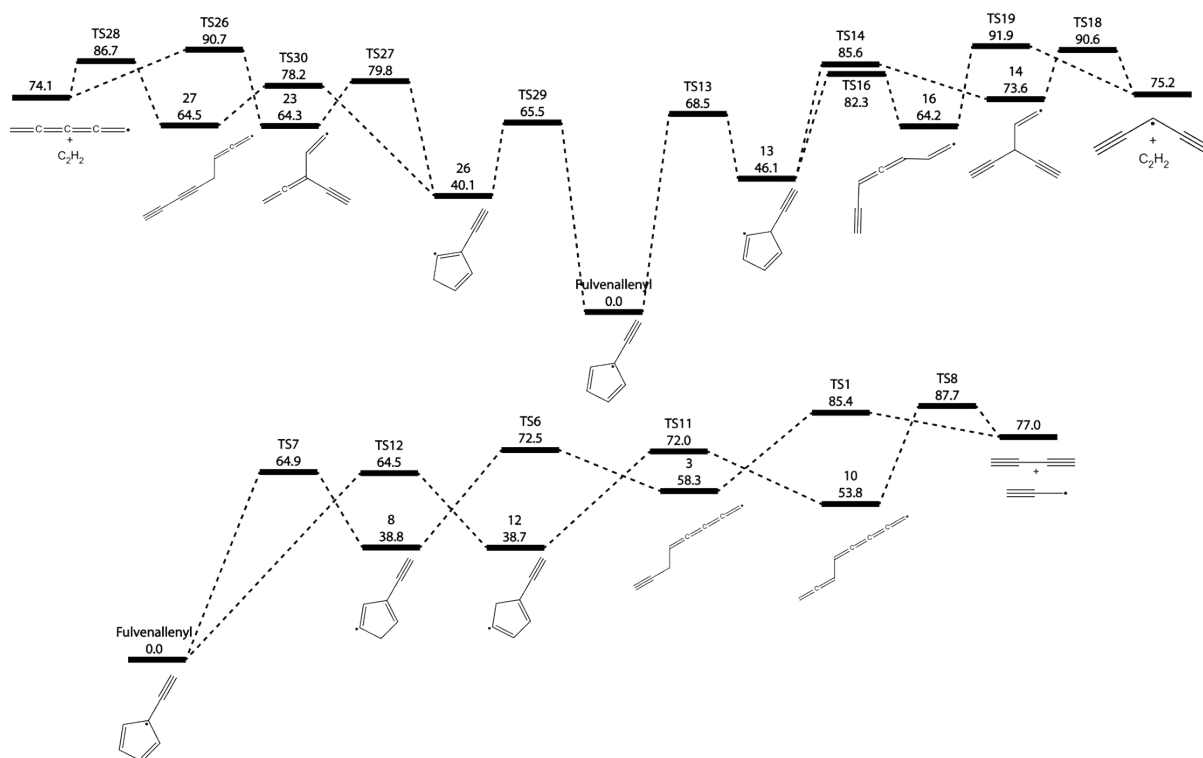 TS28
86.7
TS26
90.7
TS30
78.2
TS27
79.8
TS29
65.5
TS13
68.5
TS14
85.6
TS16
82.3
TS19
91.9
TS18
90.6
74.1
C
C
C
+
C2H2
27
64.5
C
23
64.3
C
26
40.1
Fulvenallenyl
0.0
13
46.1
16
64.2
C
14
73.6
75.2
+
C2H2
TS7
64.9
TS12
64.5
TS6
72.5
TS11
72.0
TS1
85.4
TS8
87.7
77.0
+
8
38.8
12
38.7
3
58.3
C
C
C
10
53.8
C
C
C
C
Fulvenallenyl
0.0